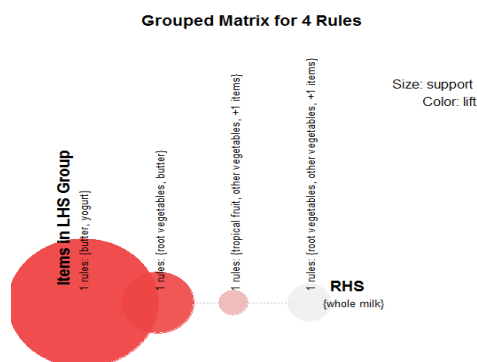 Grouped Matrix for 4 Rules
Size: support
Color: lift
Items in LHS Group
1 rules: {butter, yogurt}
1 rules: {root vegetables, butter}
1 rules: {tropical fruit, other vegetables, +1 items}
1 rules: {root vegetables, other vegetables, +1 items}
RHS
{whole milk}